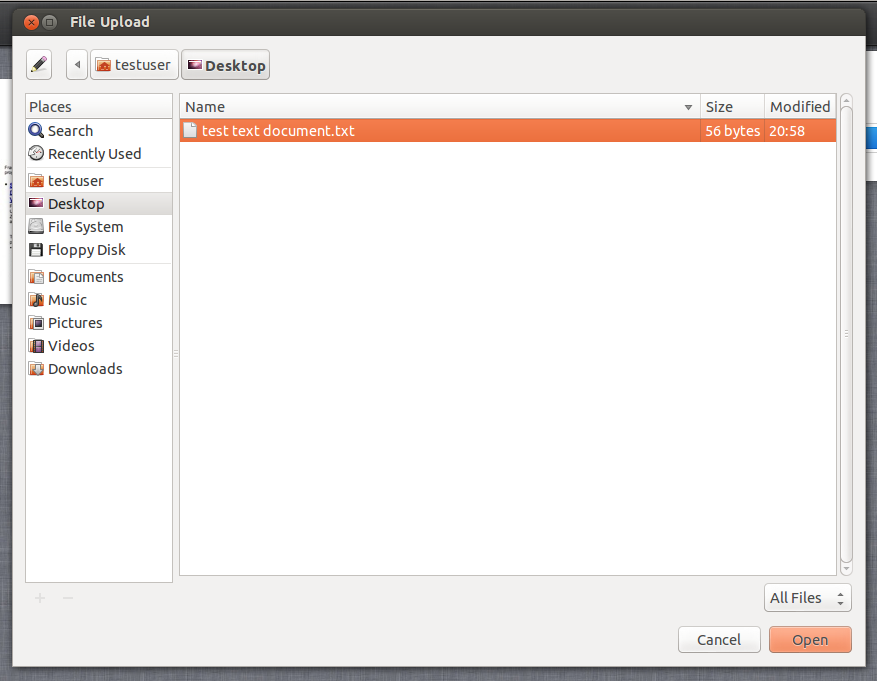 File Upload
testuser Desktop
Places
Search
Recently Used
testuser
Desktop
File System
Floppy Disk
Documents
Music
Pictures
Videos
Downloads
Name Size Modified
test text document.txt 56 bytes 20:58
All Files
Cancel Open